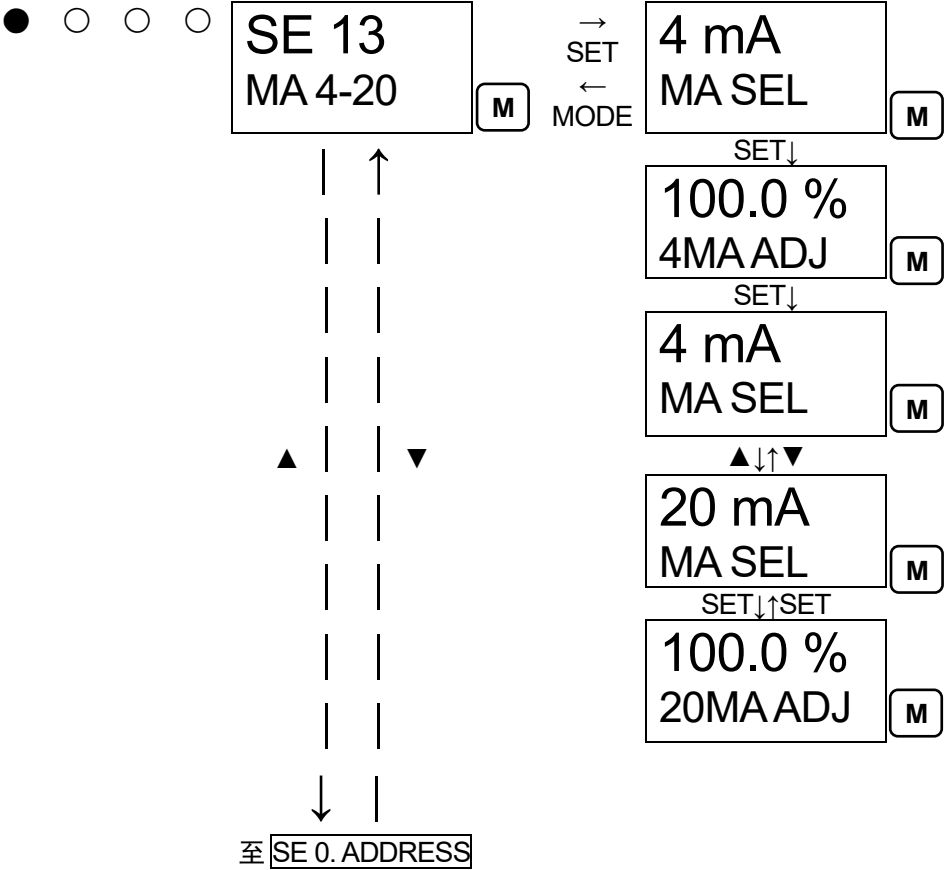 ● ○ ○ ○
SE 13
MA 4-20
M
→
SET
←
MODE
4 mA
MA SEL
M
SET↓
100.0 %
4MA ADJ
M
SET↓
4 mA
MA SEL
M
▲↓↑▼
20 mA
MA SEL
M
SET↓↑SET
100.0 %
20MA ADJ
M
▲ ▼
至 SE 0. ADDRESS